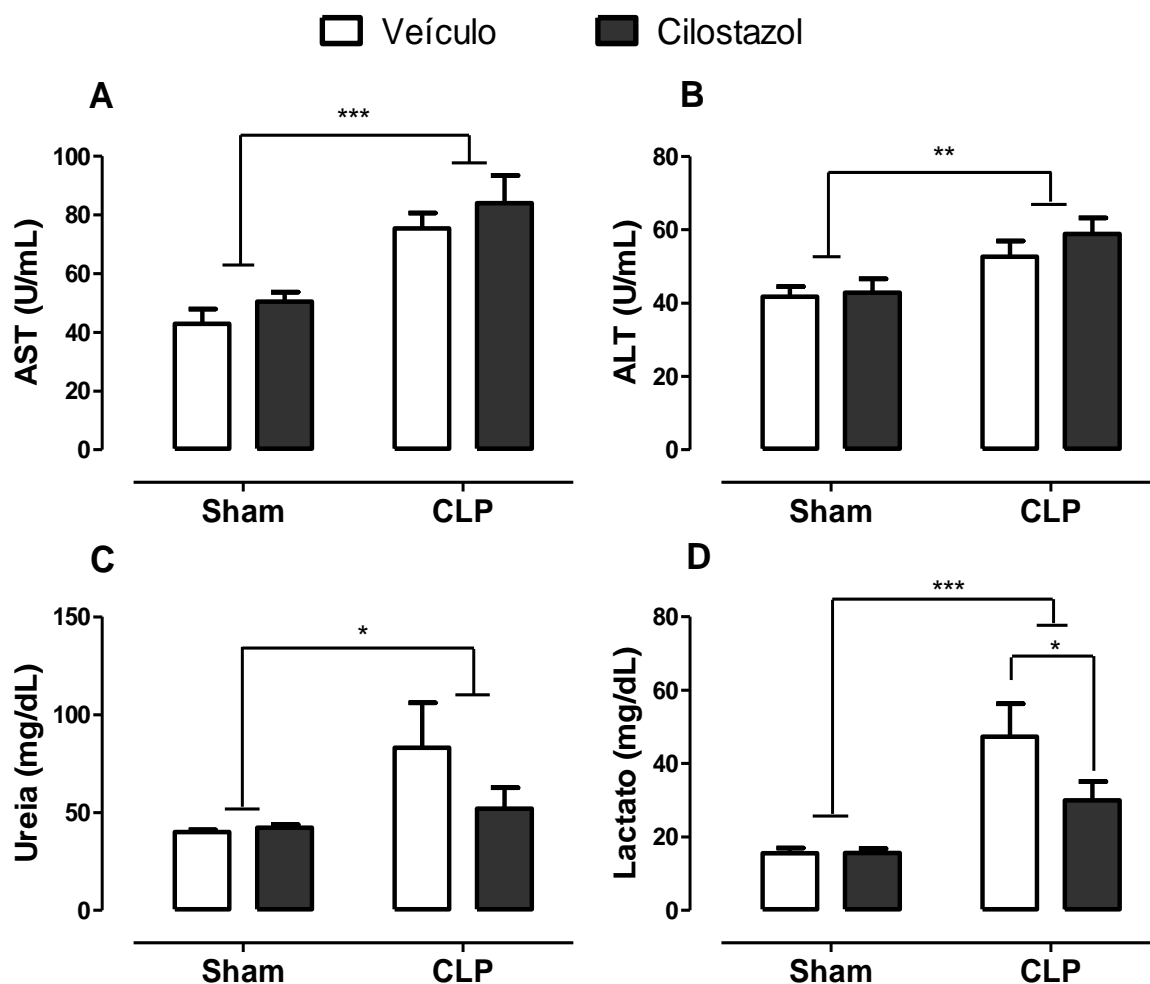 Veículo Cilostazol
A
***
100
80
60
40
20
0
AST (U/mL)
Sham CLP
B
**
80
60
40
20
0
ALT (U/mL)
Sham CLP
C
*
150
100
50
0
Ureia (mg/dL)
Sham CLP
D
***
*
80
60
40
20
0
Lactato (mg/dL)
Sham CLP